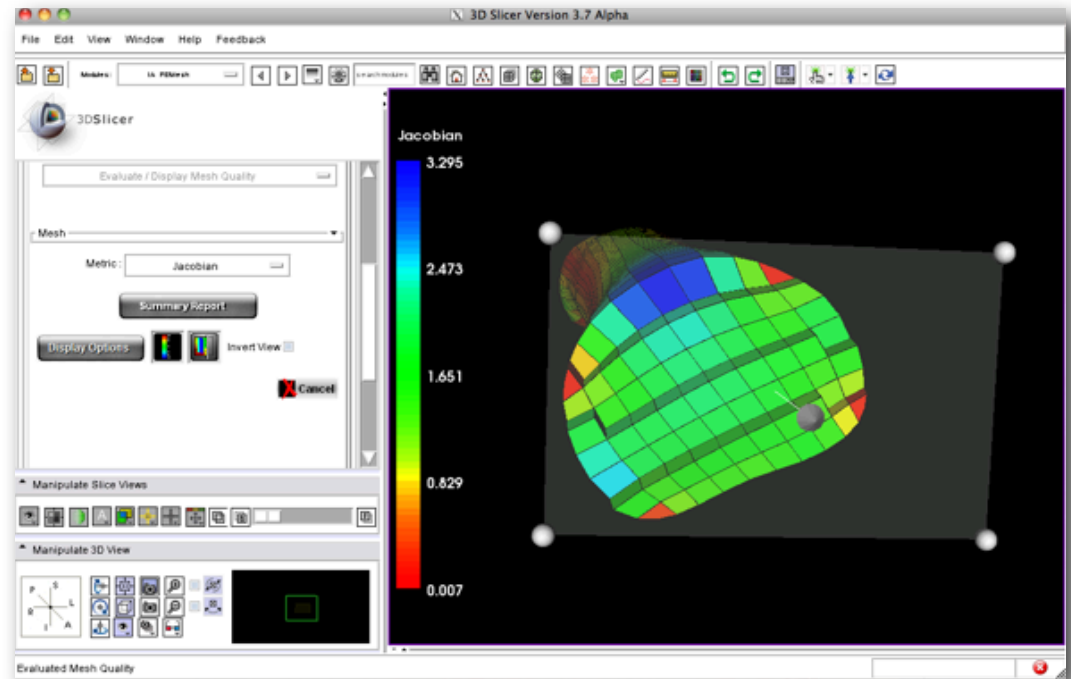 3D Slicer Version 3.7 Alpha
File Edit View Window Help Feedback
Modules: IA FEMesh
3DSlicer
Evaluate / Display Mesh Quality
Mesh
Metric: Jacobian
Summary Report
Display Options Invert View
Cancel
Manipulate Slice Views
Manipulate 3D View
P S
R L
I A
Jacobian
3.295
2.473
1.651
0.829
0.007
Evaluated Mesh Quality